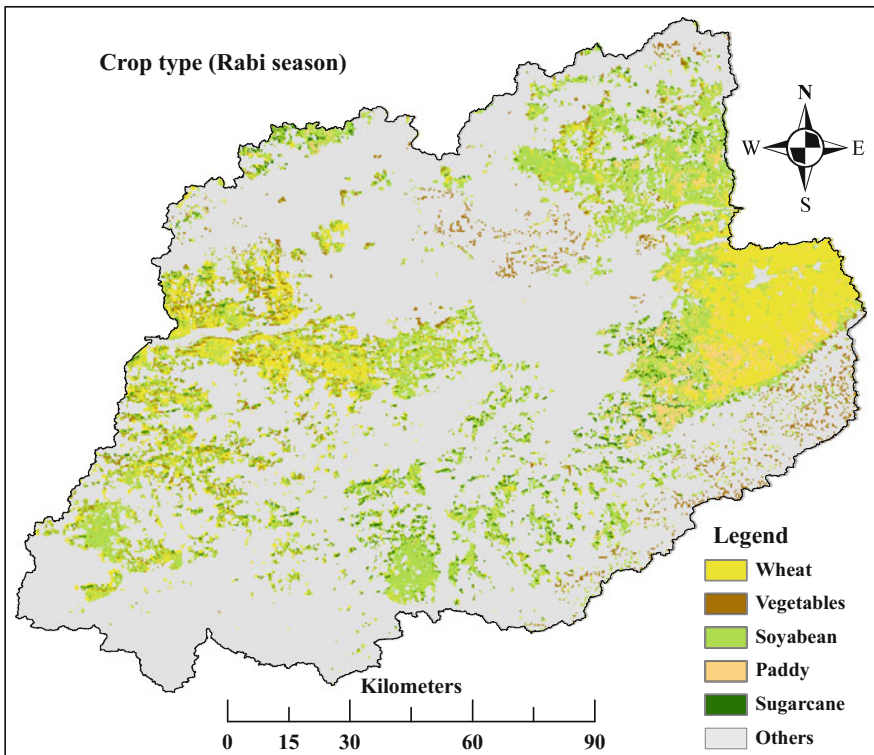 Crop type (Rabi season)
N
W E
S
Legend
Wheat
Vegetables
Soyabean
Paddy
Sugarcane
Others
Kilometers
0 15 30 60 90